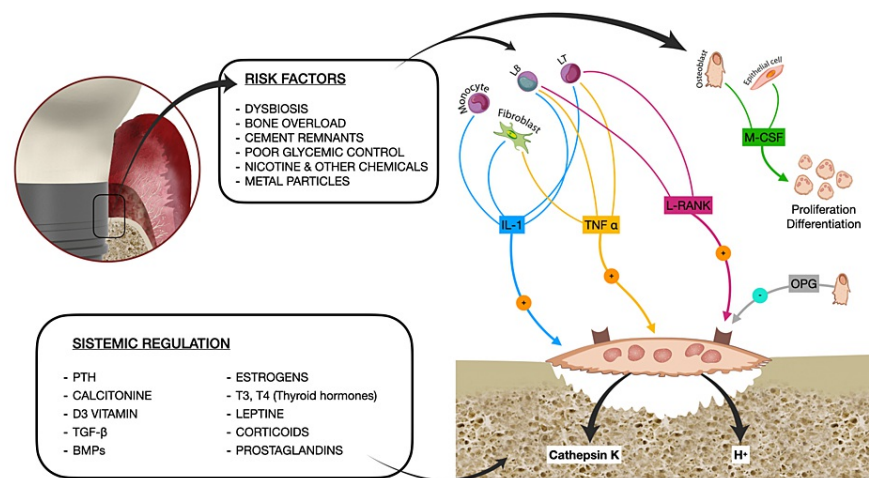 RISK FACTORS
- DYSBIOSIS
- BONE OVERLOAD
- CEMENT REMNANTS
- POOR GLYCEMIC CONTROL
- NICOTINE & OTHER CHEMICALS
- METAL PARTICLES
Monocyte
LB
LT
Fibroblast
Osteoblast
Epithelial cell
M-CSF
IL-1
TNF α
L-RANK
Proliferation
Differentiation
OPG
+
+
+
-
SISTEMIC REGULATION
- PTH
- CALCITONINE
- D3 VITAMIN
- TGF-β
- BMPs
- ESTROGENS
- T3, T4 (Thyroid hormones)
- LEPTINE
- CORTICOIDS
- PROSTAGLANDINS
Cathepsin K
H+